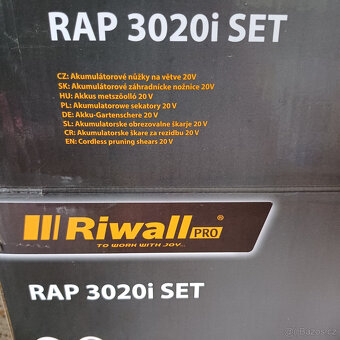 RAP 3020i SET
CZ: Akumulátorové nůžky na větve 20V
SK: Akumulátorové záhradnícke nožnice 20V
HU: Akkus metszőolló 20 V
PL: Akumulatorowe sekatory 20 V
DE: Akku-Gartenschere 20 V
SL: Akumulatorske obrezovalne škarje 20 V
CR: Akumulatorske škare za rezidbu 20 V
EN: Cordless pruning shears 20 V
Riwall PRO ®
TO WORK WITH JOY...
RAP 3020i SET